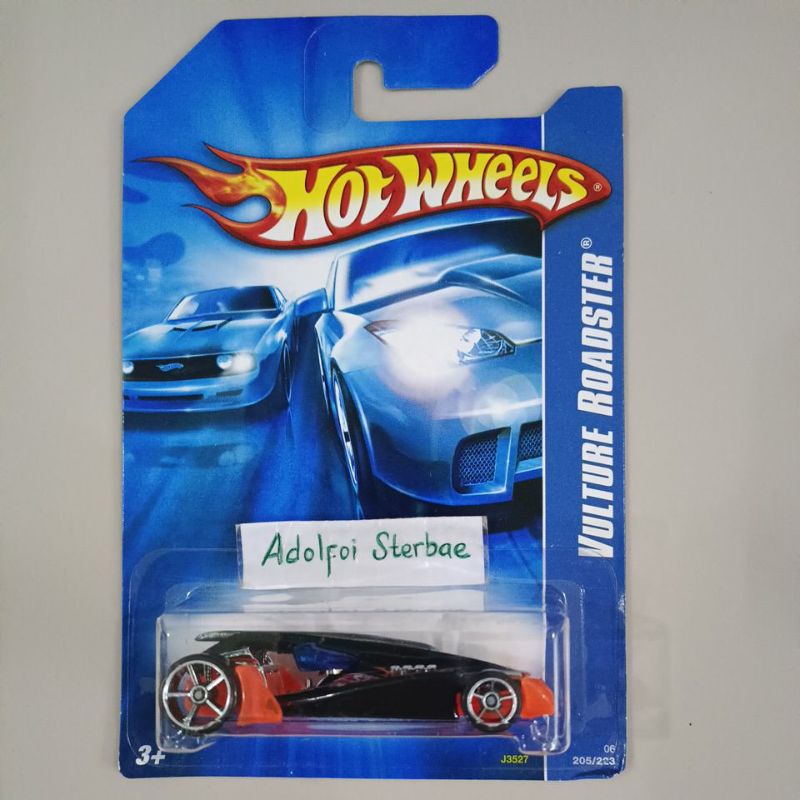 HOT WHEELS®
VULTURE ROADSTER®
Adolfoi Sterbae
3+
J3527
06
205/223